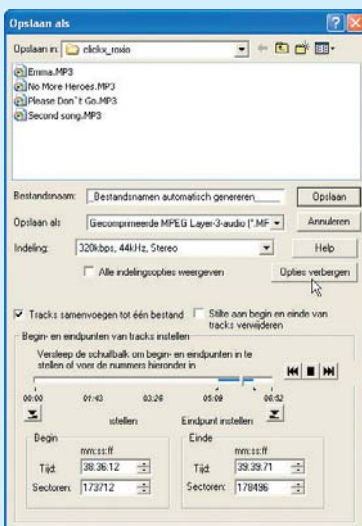 Opslaan als
Opslaan in: clickx_roxio
Emma.MP3
No More Heroes.MP3
Please Don`t Go.MP3
Second song.MP3
Bestandsnaam: _Bestandsnamen automatisch genereren_____ Opslaan
Opslaan als Gecomprimeerde MPEG Layer-3-audio (*.MF Annuleren
Indeling: 320kbps, 44kHz, Stereo Help
Alle indelingsopties weergeven Opties verbergen
Tracks samenvoegen tot één bestand Stilte aan begin en einde van
tracks verwijderen
Begin- en eindpunten van tracks instellen
Versleep de schuifbalk om begin- en eindpunten in te
stellen of voer de nummers hieronder in
00:00 01:43 03:26 05:09 06:52
stellen Eindpunt instellen
Begin Einde
mm:ss:ff mm:ss:ff
Tijd: 38:36:12 Tijd: 39:39:71
Sectoren: 173712 Sectoren: 178496